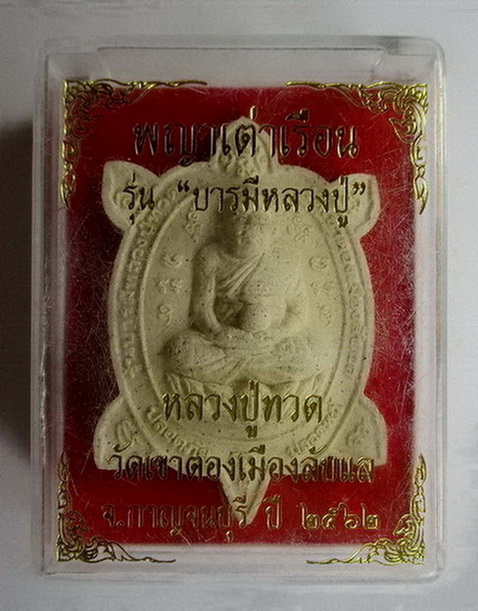 พญาเต่าเรือน
รุ่น “บารมีหลวงปู่”
หลวงปู่ทวด
วัดเขาตองเมืองลับแล
จ.กาญจนบุรี ปี ๒๕๖๒